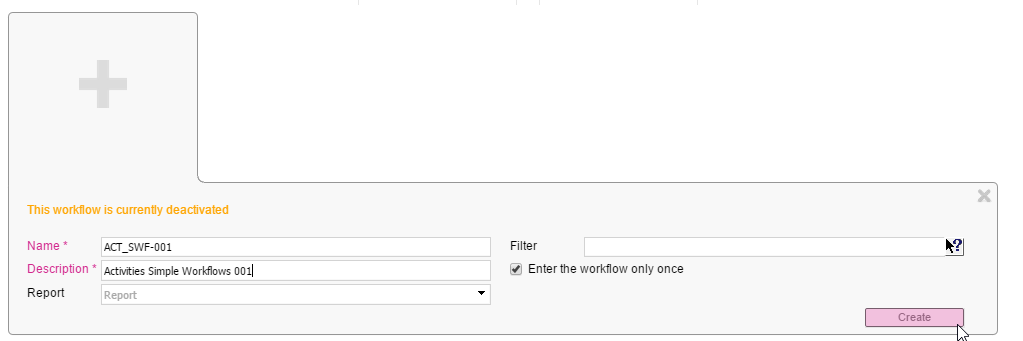 This workflow is currently deactivated
Name * ACT_SWF-001
Filter ?
Description * Activities Simple Workflows 001
Enter the workflow only once
Report Report
Create